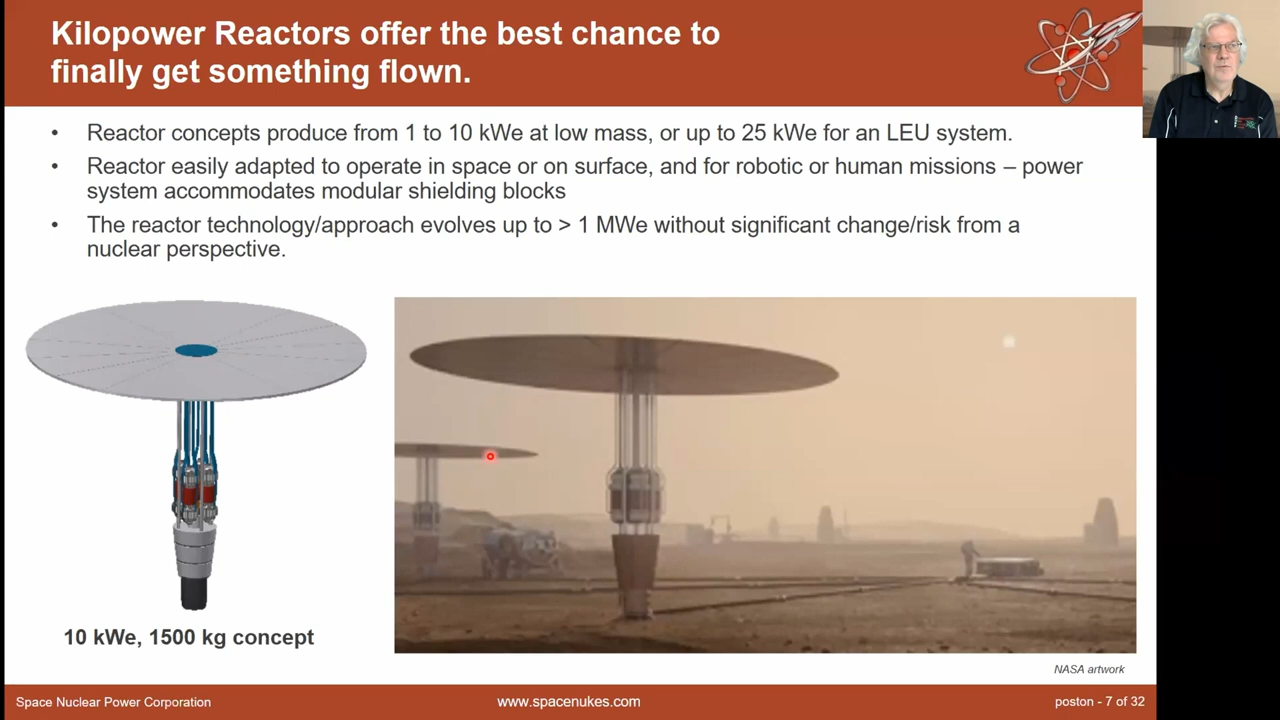 Kilopower Reactors offer the best chance to
finally get something flown.
• Reactor concepts produce from 1 to 10 kWe at low mass, or up to 25 kWe for an LEU system.
• Reactor easily adapted to operate in space or on surface, and for robotic or human missions – power
system accommodates modular shielding blocks
• The reactor technology/approach evolves up to > 1 MWe without significant change/risk from a
nuclear perspective.
10 kWe, 1500 kg concept
NASA artwork
Space Nuclear Power Corporation
www.spacenukes.com
poston - 7 of 32